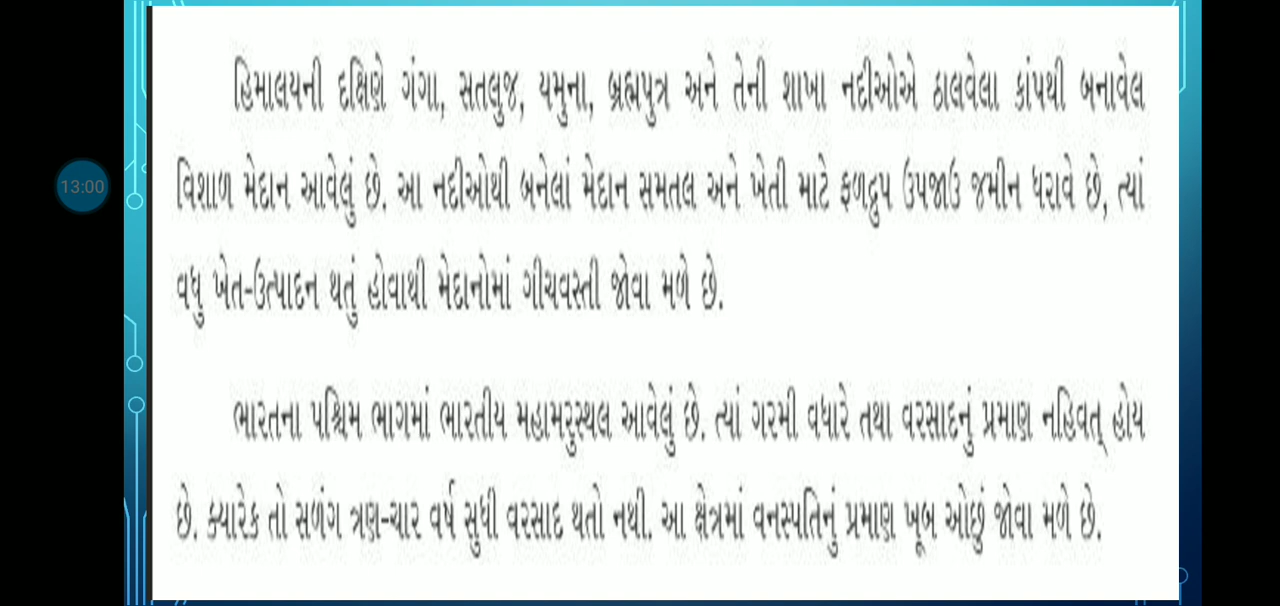 હિમાલયની દક્ષિણે ગંગા, સતલુજ, યમુના, બ્રહ્મપુત્ર અને તેની શાખા નદીઓએ ઠાલવેલા કાંપથી બનાવેલ
વિશાળ મેદાન આવેલું છે. આ નદીઓથી બનેલાં મેદાન સમતલ અને ખેતી માટે ફળદ્રુપ ઉપજાઉ જમીન ધરાવે છે, ત્યાં
વધુ ખેત-ઉત્પાદન થતું હોવાથી મેદાનોમાં ગીચવસ્તી જોવા મળે છે.
ભારતના પશ્ચિમ ભાગમાં ભારતીય મહામરુસ્થલ આવેલું છે. ત્યાં ગરમી વધારે તથા વરસાદનું પ્રમાણ નહિવત્ હોય
છે. ક્યારેક તો સળંગ ત્રણ-ચાર વર્ષ સુધી વરસાદ થતો નથી. આ ક્ષેત્રમાં વનસ્પતિનું પ્રમાણ ખૂબ ઓછું જોવા મળે છે.
13:00